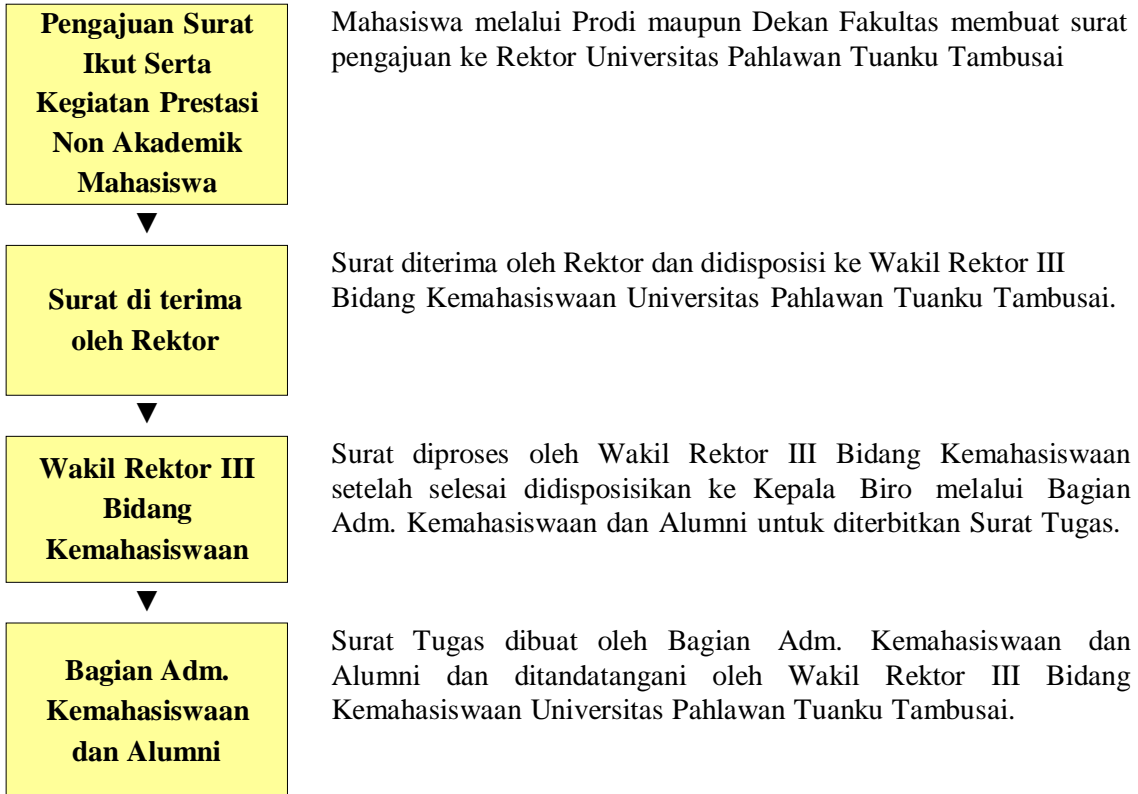 Pengajuan Surat
Ikut Serta
Kegiatan Prestasi
Non Akademik
Mahasiswa
Mahasiswa melalui Prodi maupun Dekan Fakultas membuat surat
pengajuan ke Rektor Universitas Pahlawan Tuanku Tambusai
Surat di terima
oleh Rektor
Surat diterima oleh Rektor dan didisposisi ke Wakil Rektor III
Bidang Kemahasiswaan Universitas Pahlawan Tuanku Tambusai.
Wakil Rektor III
Bidang
Kemahasiswaan
Surat diproses oleh Wakil Rektor III Bidang Kemahasiswaan
setelah selesai didisposisikan ke Kepala Biro melalui Bagian
Adm. Kemahasiswaan dan Alumni untuk diterbitkan Surat Tugas.
Bagian Adm.
Kemahasiswaan
dan Alumni
Surat Tugas dibuat oleh Bagian Adm. Kemahasiswaan dan
Alumni dan ditandatangani oleh Wakil Rektor III Bidang
Kemahasiswaan Universitas Pahlawan Tuanku Tambusai.